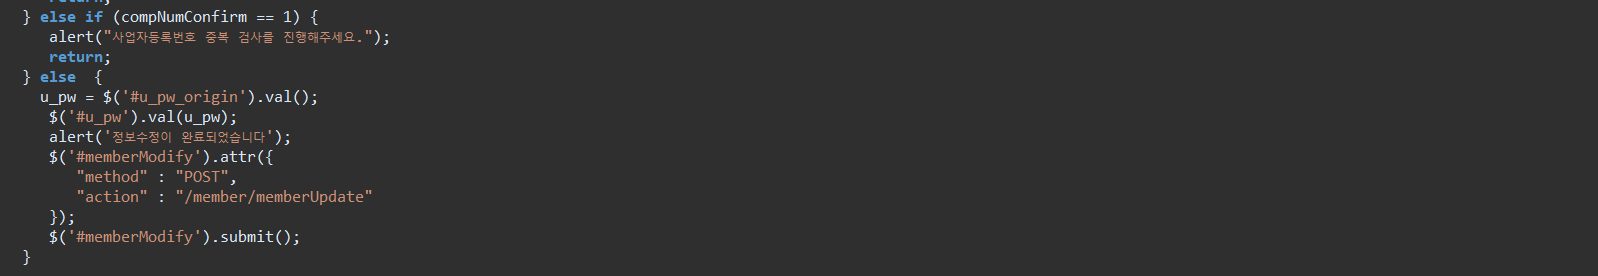 return;
} else if (compNumConfirm == 1) {
alert("사업자등록번호 중복 검사를 진행해주세요.");
return;
} else  {
u_pw = $('#u_pw_origin').val();
$('#u_pw').val(u_pw);
alert('정보수정이 완료되었습니다');
$('#memberModify').attr({
"method" : "POST",
"action" : "/member/memberUpdate"
});
$('#memberModify').submit();
}